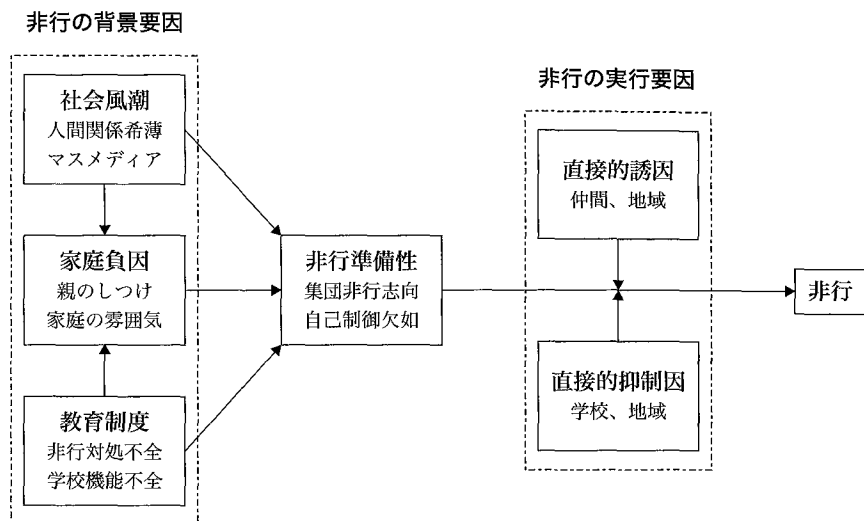 非行の背景要因
社会風潮
人間関係希薄
マスメディア
家庭負因
親のしつけ
家庭の雰囲気
教育制度
非行対処不全
学校機能不全
非行準備性
集団非行志向
自己制御欠如
非行の実行要因
直接的誘因
仲間、地域
直接的抑制因
学校、地域
非行